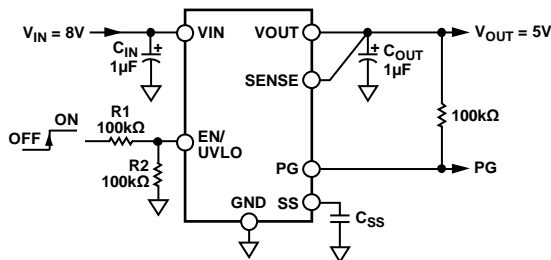 VIN = 8V
CIN
1µF
VIN
VOUT
COUT
1µF
VOUT = 5V
SENSE
100kΩ
OFF
ON
R1
100kΩ
EN/
UVLO
R2
100kΩ
PG
PG
GND
SS
CSS